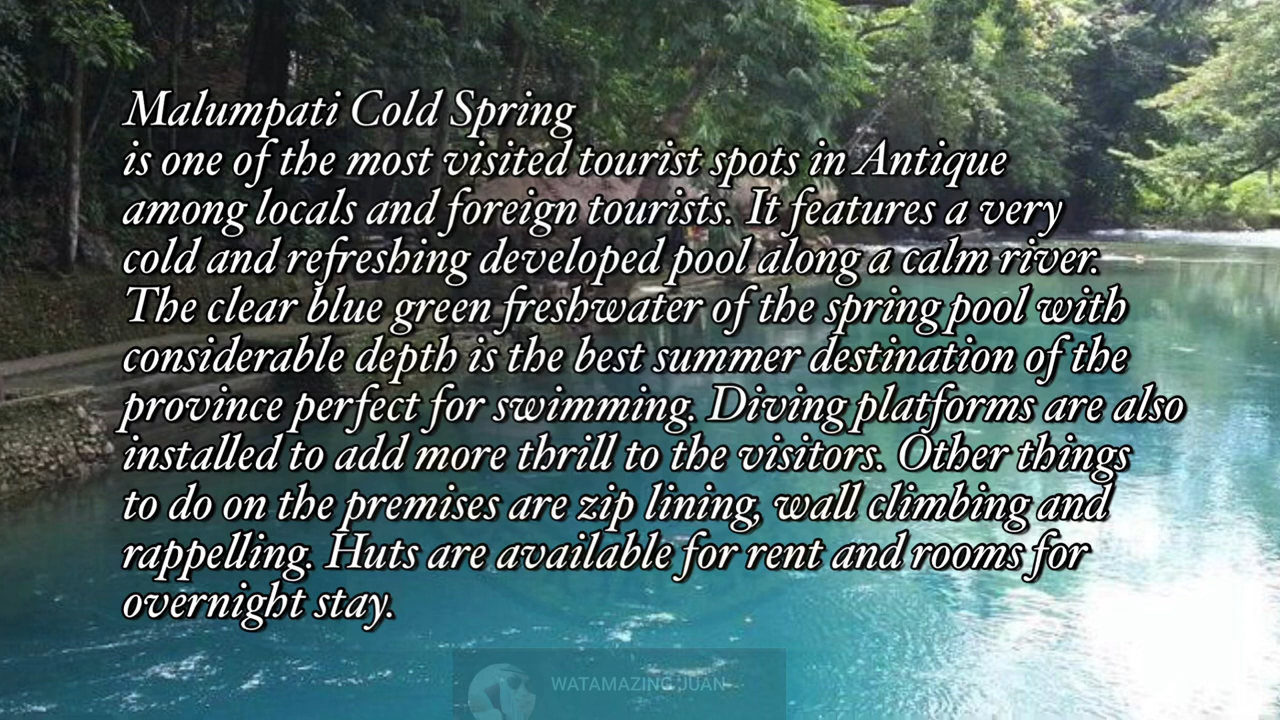 Malumpati Cold Spring
is one of the most visited tourist spots in Antique
among locals and foreign tourists. It features a very
cold and refreshing developed pool along a calm river.
The clear blue green freshwater of the spring pool with
considerable depth is the best summer destination of the
province perfect for swimming. Diving platforms are also
installed to add more thrill to the visitors. Other things
to do on the premises are zip lining, wall climbing and
rappelling. Huts are available for rent and rooms for
overnight stay.
WATAMAZING JUAN